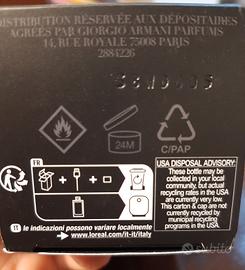 DISTRIBUTION RÉSERVÉE AUX DÉPOSITAIRES
AGRÉÉS PAR GIORGIO ARMANI PARFUMS
14, RUE ROYALE 75008 PARIS
2884226
24M
C/PAP
FR
USA DISPOSAL ADVISORY:
These bottle may be
collected in your local
community, but actual
recycling rates in the
USA are
currently very low.
This carton & cap are not
currently recycled in
municipal recycling
programs in the USA.
IT
le indicazioni possono variare localmente
www.loreal.com/it-it/italy
Subito